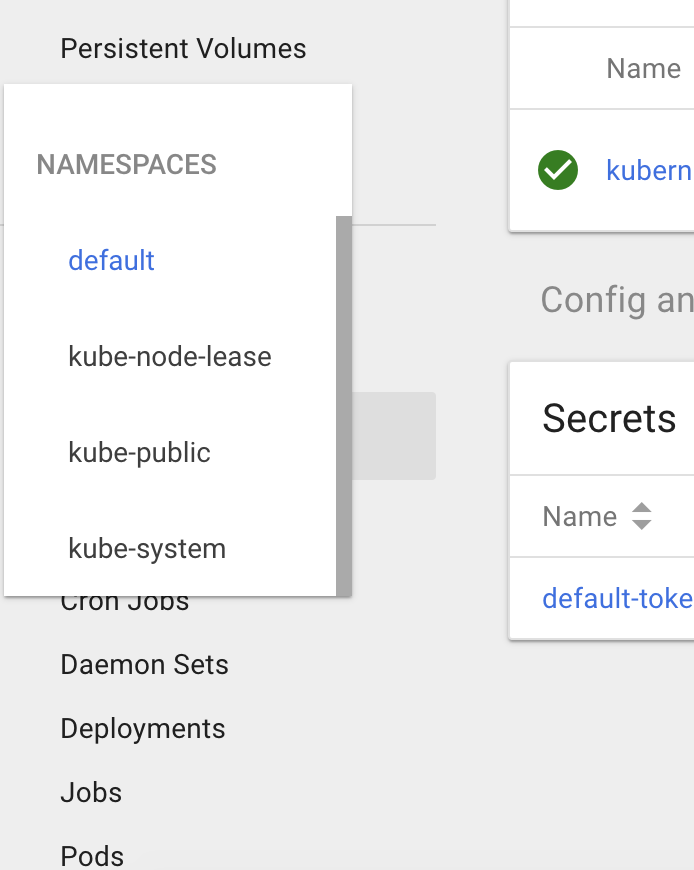 Persistent Volumes
NAMESPACES
default
kube-node-lease
kube-public
kube-system
Cron Jobs
Daemon Sets
Deployments
Jobs
Pods
Name
kubern
Config an
Secrets
Name
default-toke